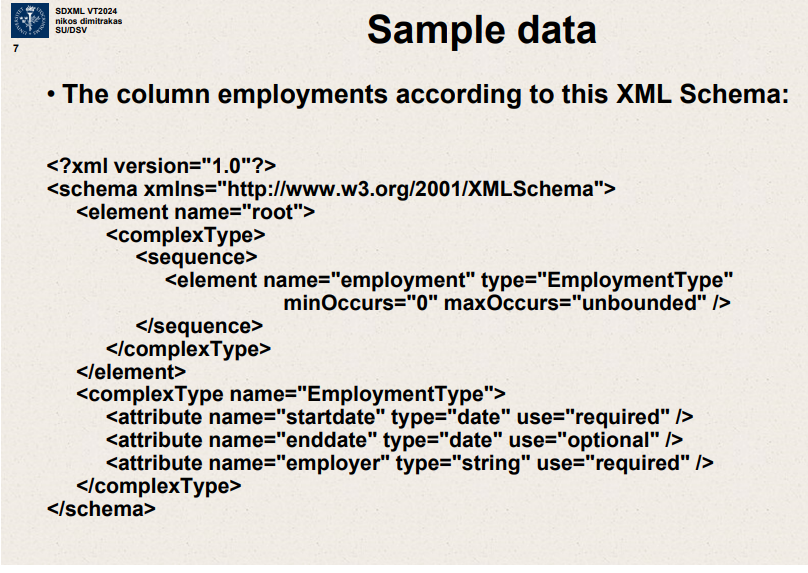 SDXML VT2024
nikos dimitrakas
SU/DSV
7
Sample data
• The column employments according to this XML Schema:
<?xml version="1.0"?>
<schema xmlns="http://www.w3.org/2001/XMLSchema">
<element name="root">
<complexType>
<sequence>
<element name="employment" type="EmploymentType"
minOccurs="0" maxOccurs="unbounded" />
</sequence>
</complexType>
</element>
<complexType name="EmploymentType">
<attribute name="startdate" type="date" use="required" />
<attribute name="enddate" type="date" use="optional" />
<attribute name="employer" type="string" use="required" />
</complexType>
</schema>